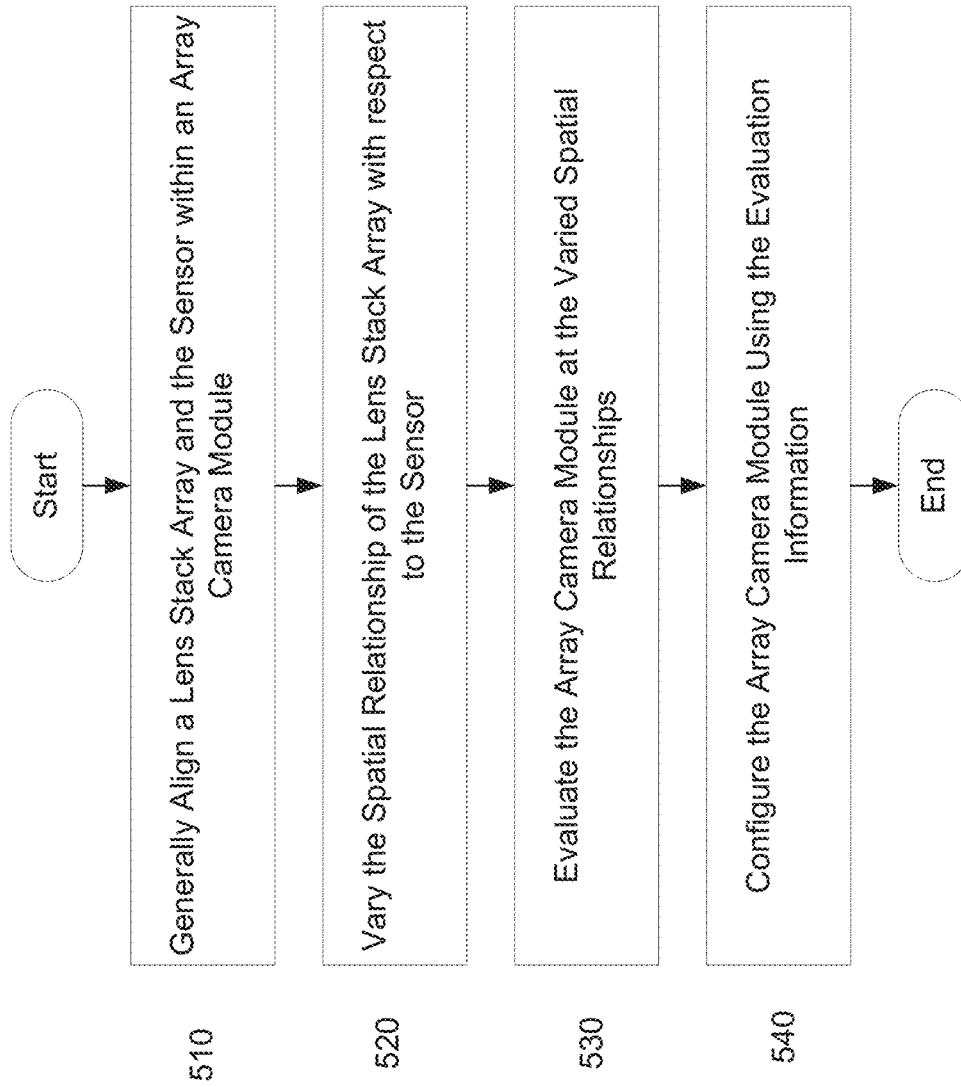 Start
510
Generally Align a Lens Stack Array and the Sensor within an Array
Camera Module
520
Vary the Spatial Relationship of the Lens Stack Array with respect
to the Sensor
530
Evaluate the Array Camera Module at the Varied Spatial
Relationships
540
Configure the Array Camera Module Using the Evaluation
Information
End